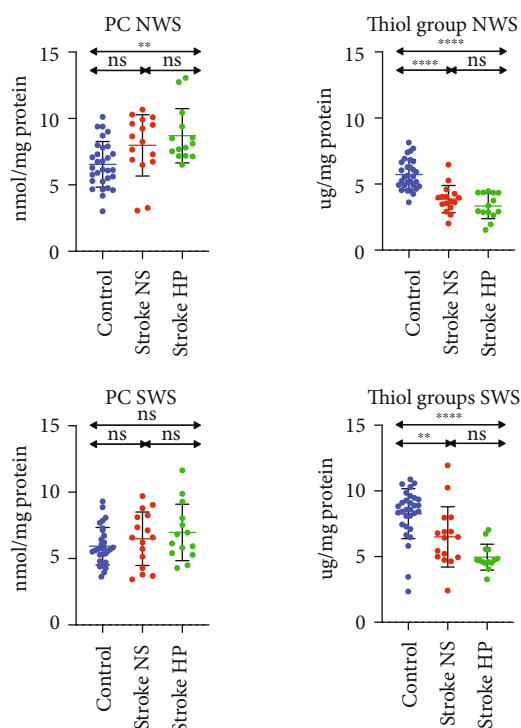 PC NWS
**
ns
ns
15
10
5
0
nmol/mg protein
Control
Stroke NS
Stroke HP
Thiol group NWS
****
****
ns
15
10
5
0
ug/mg protein
Control
Stroke NS
Stroke HP
PC SWS
ns
ns
ns
15
10
5
0
nmol/mg protein
Control
Stroke NS
Stroke HP
Thiol groups SWS
****
**
ns
15
10
5
0
ug/mg protein
Control
Stroke NS
Stroke HP